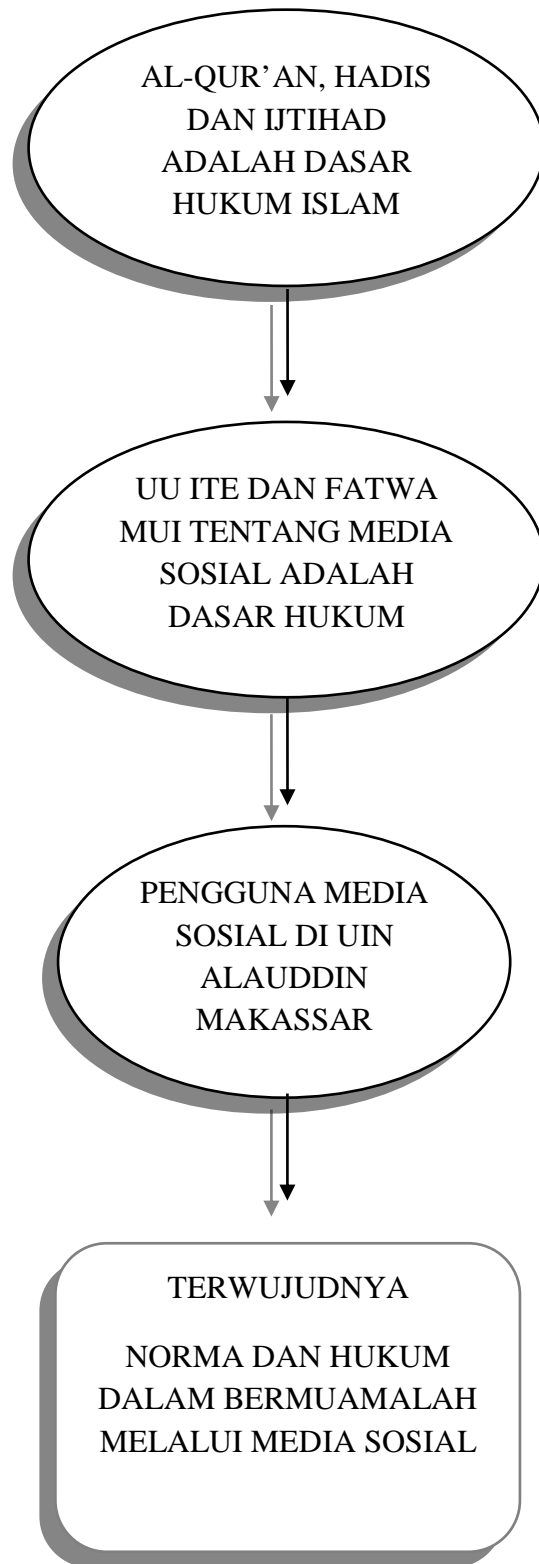 AL-QUR’AN, HADIS
DAN IJTIHAD
ADALAH DASAR
HUKUM ISLAM
UU ITE DAN FATWA
MUI TENTANG MEDIA
SOSIAL ADALAH
DASAR HUKUM
PENGGUNA MEDIA
SOSIAL DI UIN
ALAUDDIN
MAKASSAR
TERWUJUDNYA
NORMA DAN HUKUM
DALAM BERMUAMALAH
MELALUI MEDIA SOSIAL